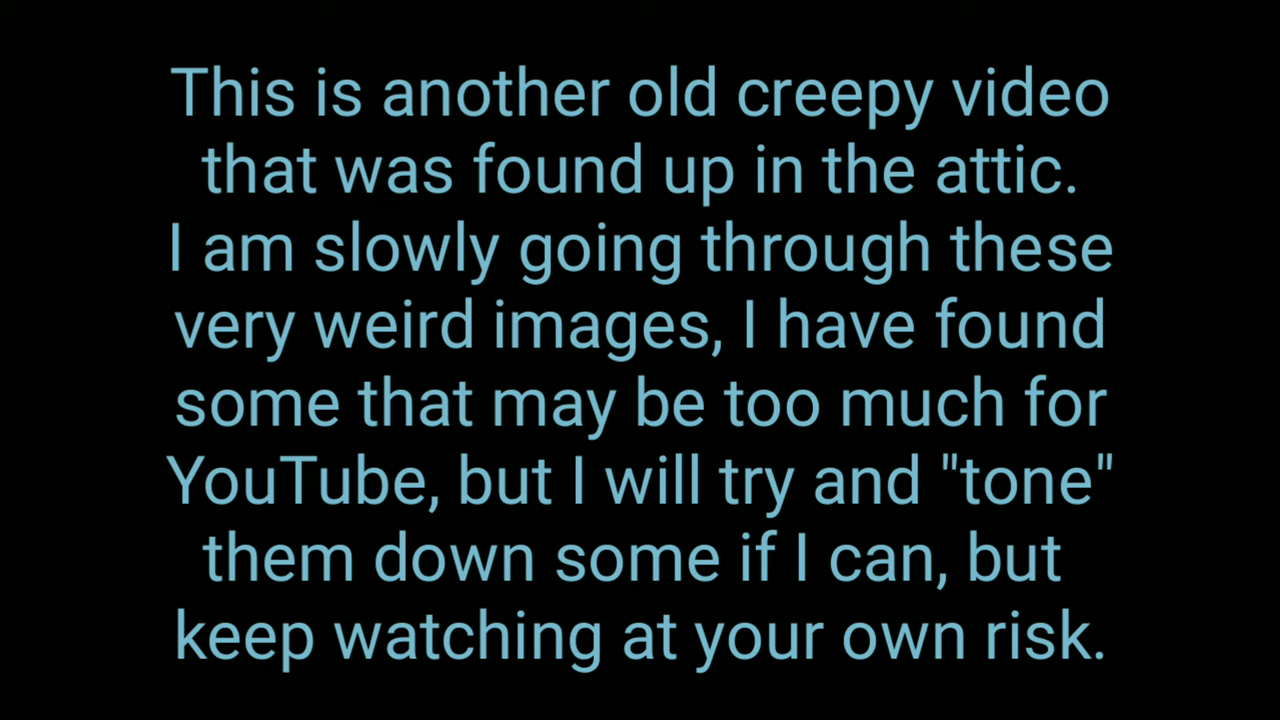 This is another old creepy video
that was found up in the attic.
I am slowly going through these
very weird images, I have found
some that may be too much for
YouTube, but I will try and "tone"
them down some if I can, but
keep watching at your own risk.